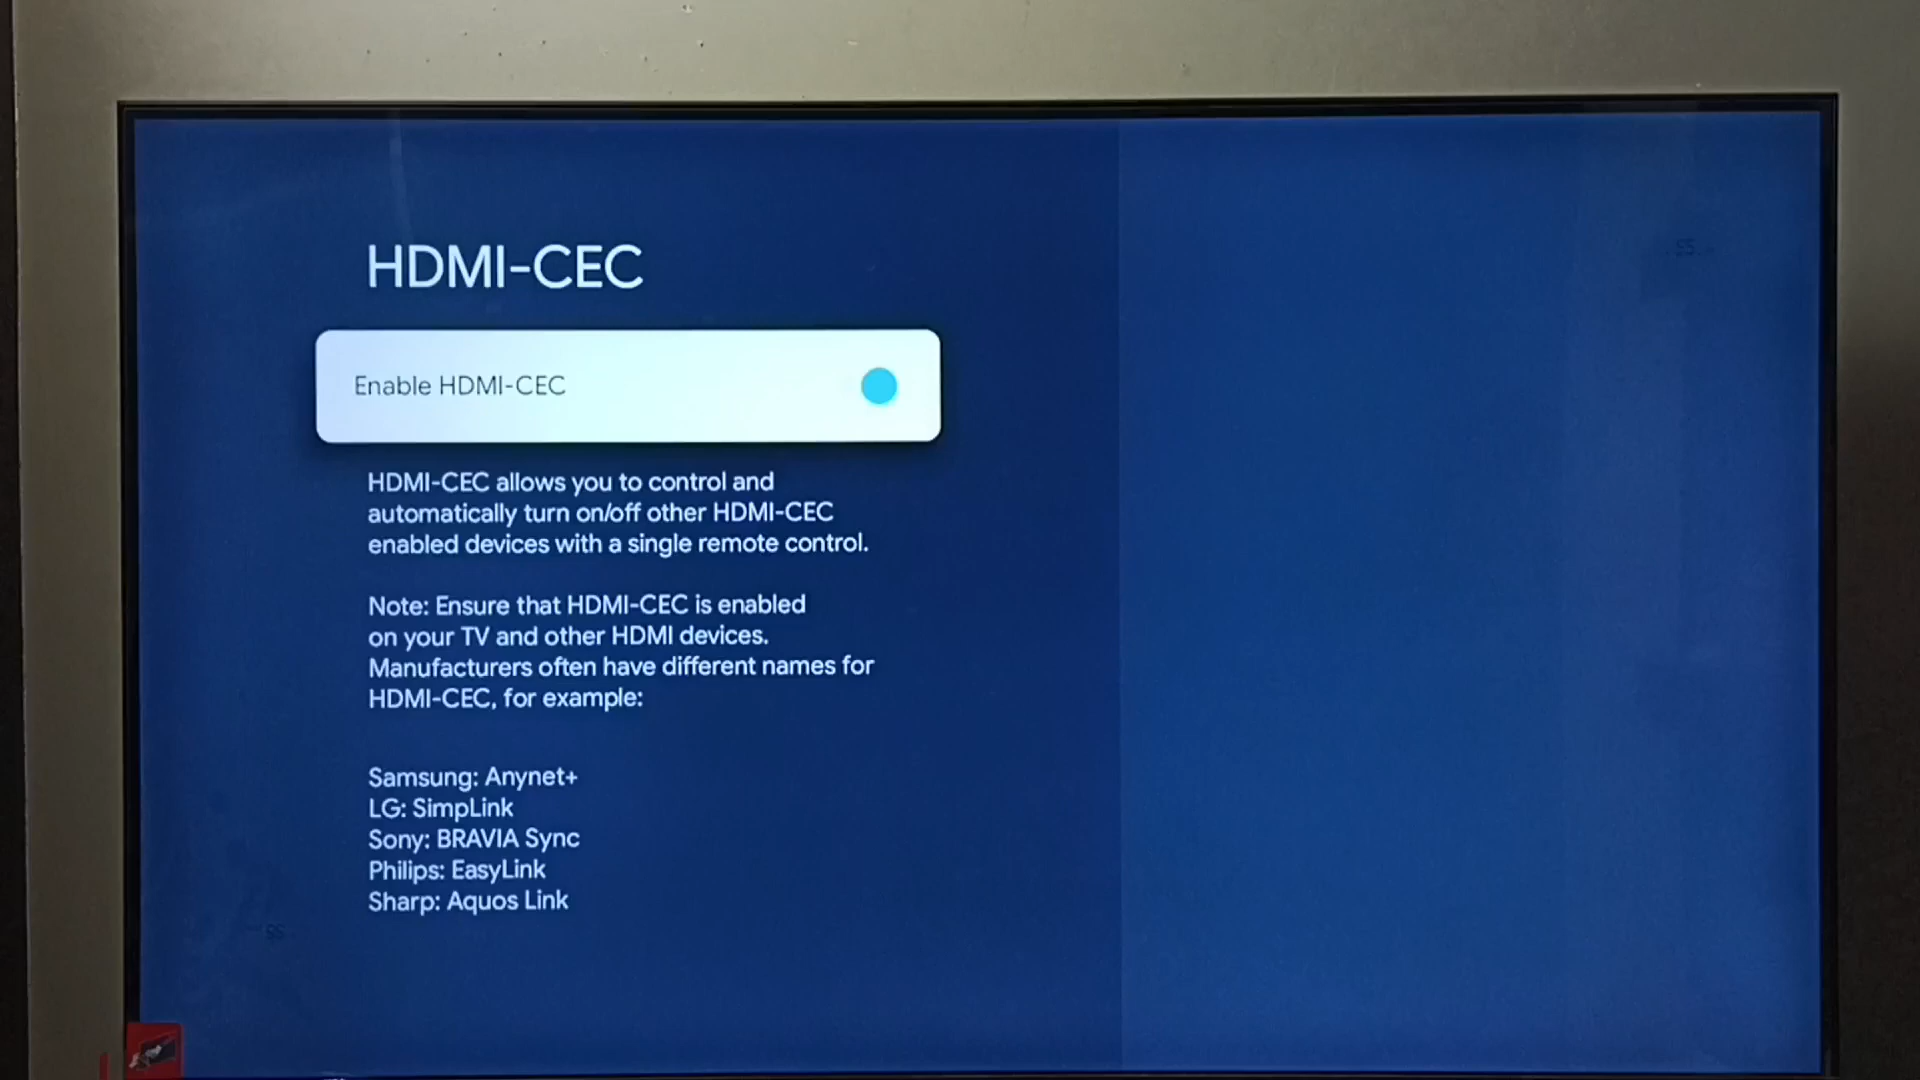 HDMI-CEC
Enable HDMI-CEC
HDMI-CEC allows you to control and
automatically turn on/off other HDMI-CEC
enabled devices with a single remote control.
Note: Ensure that HDMI-CEC is enabled
on your TV and other HDMI devices.
Manufacturers often have different names for
HDMI-CEC, for example:
Samsung: Anynet+
LG: SimpLink
Sony: BRAVIA Sync
Philips: EasyLink
Sharp: Aquos Link